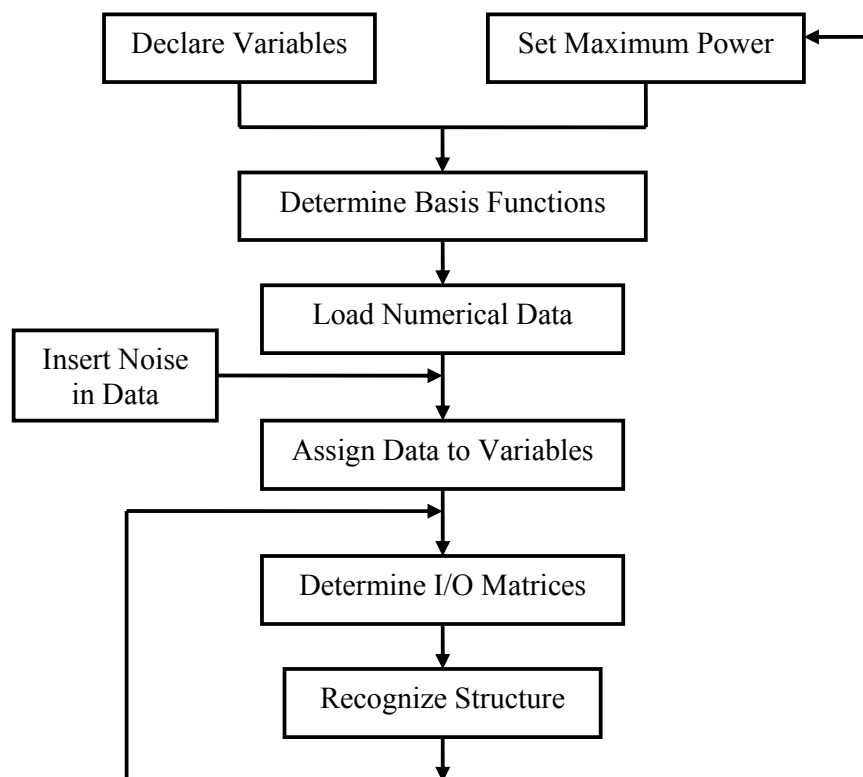 Declare Variables
Set Maximum Power
Determine Basis Functions
Load Numerical Data
Insert Noise
in Data
Assign Data to Variables
Determine I/O Matrices
Recognize Structure